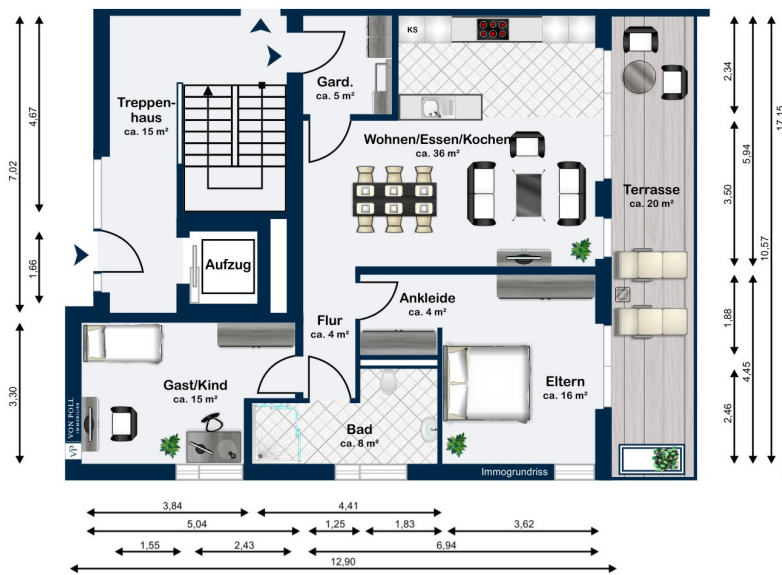 KS
Gard.
ca. 5 m²
Treppen-
haus
ca. 15 m²
Wohnen/Essen/Kochen
ca. 36 m²
Terrasse
ca. 20 m²
Aufzug
Ankleide
ca. 4 m²
Flur
ca. 4 m²
Gast/Kind
ca. 15 m²
Eltern
ca. 16 m²
Bad
ca. 8 m²
Immogrundriss
VP VON POLL
IMMOBILIEN
4,67
7,02
1,66
3,30
2,34
5,94
17,15
3,50
10,57
1,88
4,45
2,46
3,84
4,41
5,04
1,25
1,83
3,62
1,55
2,43
6,94
12,90